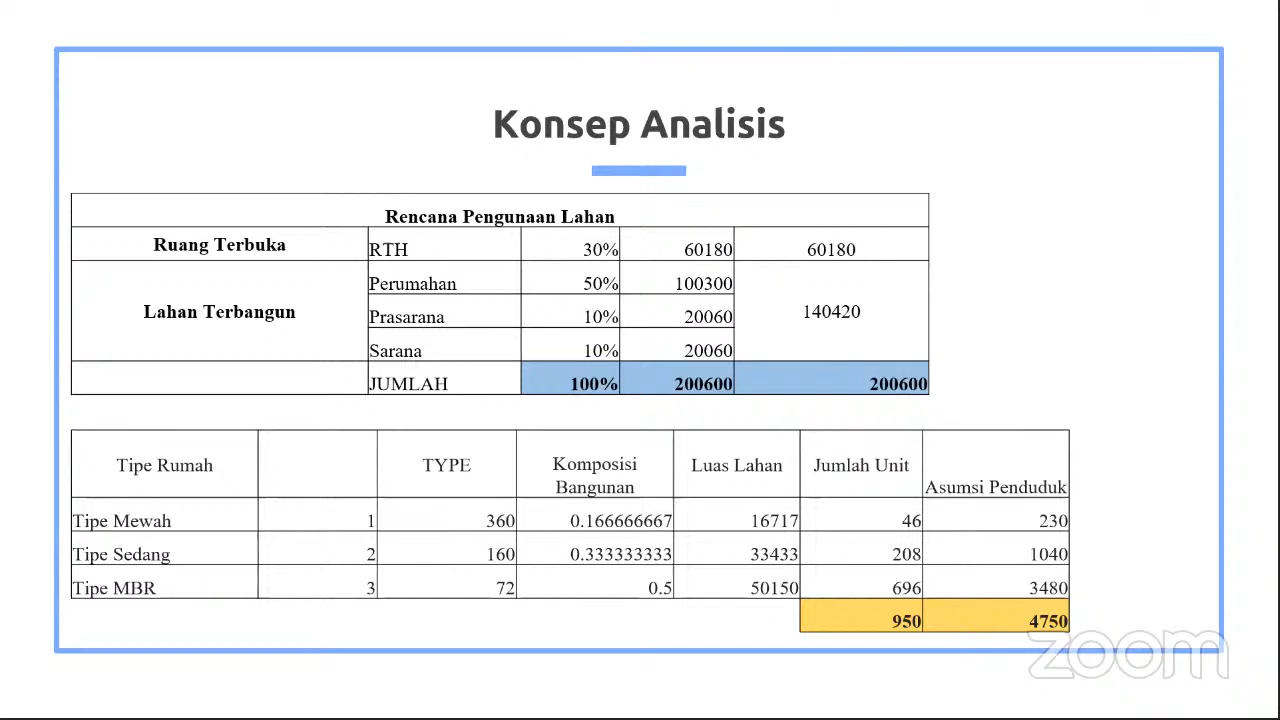 Konsep Analisis
Rencana Pengunaan Lahan
Ruang Terbuka RTH 30% 60180 60180
Perumahan 50% 100300
Lahan Terbangun Prasarana 10% 20060 140420
Sarana 10% 20060
JUMLAH 100% 200600 200600
Tipe Rumah TYPE Komposisi Bangunan Luas Lahan Jumlah Unit Asumsi Penduduk
Tipe Mewah 1 360 0.166666667 16717 46 230
Tipe Sedang 2 160 0.333333333 33433 208 1040
Tipe MBR 3 72 0.5 50150 696 3480
950 4750
zoom